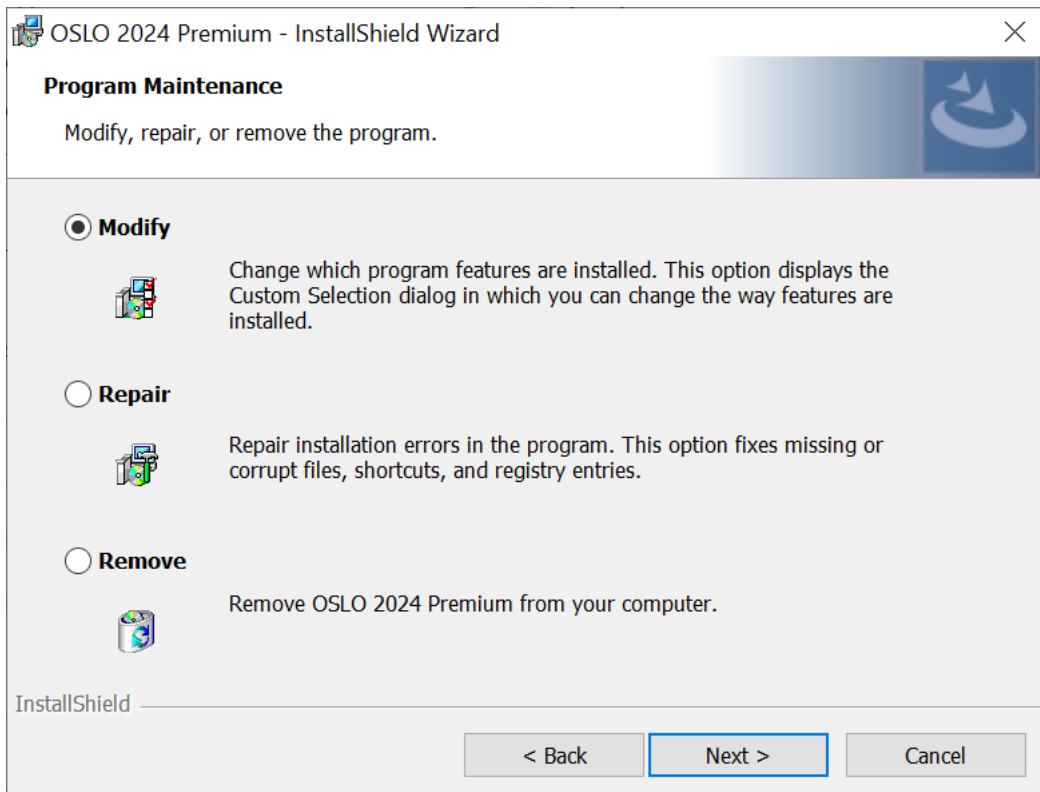 OSLO 2024 Premium - InstallShield Wizard
Program Maintenance
Modify, repair, or remove the program.
Modify
Change which program features are installed. This option displays the
Custom Selection dialog in which you can change the way features are
installed.
Repair
Repair installation errors in the program. This option fixes missing or
corrupt files, shortcuts, and registry entries.
Remove
Remove OSLO 2024 Premium from your computer.
InstallShield
< Back
Next >
Cancel